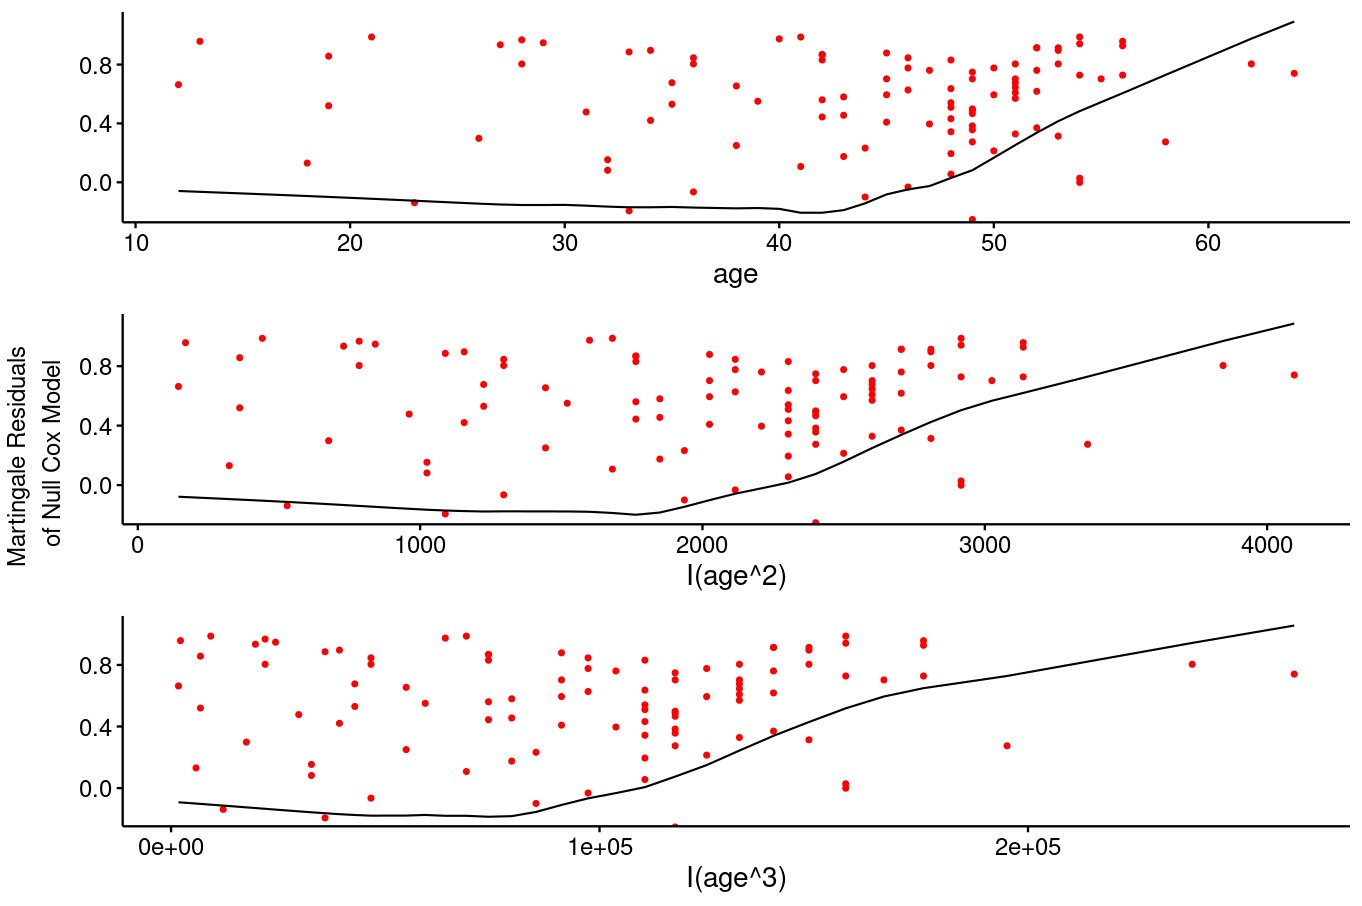 0.8
0.4
0.0
10 20 30 40 50 60
age
Martingale Residuals
of Null Cox Model
0.8
0.4
0.0
0 1000 2000 3000 4000
I(age^2)
0.8
0.4
0.0
0e+00 1e+05 2e+05
I(age^3)